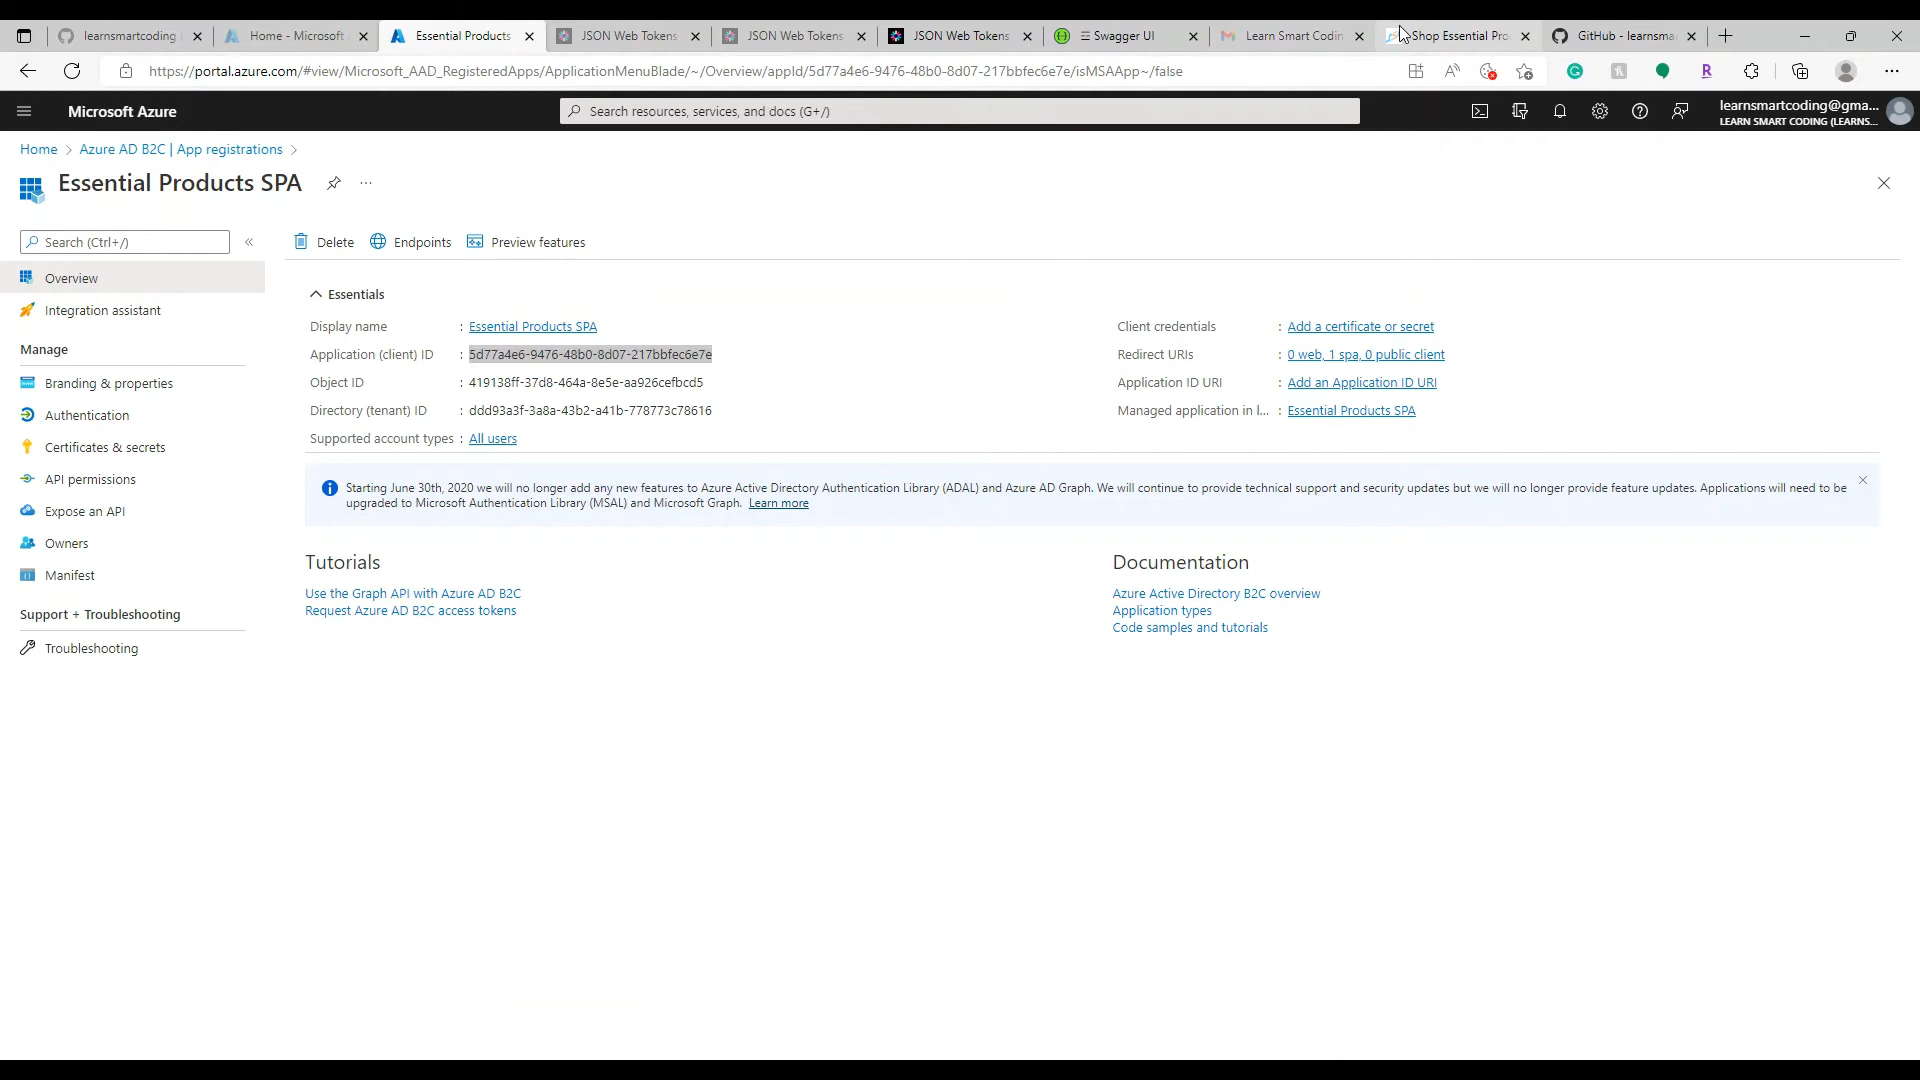 learnsmartcoding
Home - Microsoft
Essential Products
JSON Web Tokens
JSON Web Tokens
JSON Web Tokens
Swagger UI
Learn Smart Codin
Shop Essential Pro
GitHub - learnsma
https://portal.azure.com/#view/Microsoft_AAD_RegisteredApps/ApplicationMenuBlade/~/Overview/appId/5d77a4e6-9476-48b0-8d07-217bbfec6e7e/isMSAApp~/false
Microsoft Azure
Search resources, services, and docs (G+/)
learnsmartcoding@gma...
LEARN SMART CODING (LEARNS...
Home > Azure AD B2C | App registrations >
Essential Products SPA
Search (Ctrl+/)
Overview
Integration assistant
Manage
Branding & properties
Authentication
Certificates & secrets
API permissions
Expose an API
Owners
Manifest
Support + Troubleshooting
Troubleshooting
Delete
Endpoints
Preview features
Essentials
Display name : Essential Products SPA
Application (client) ID : 5d77a4e6-9476-48b0-8d07-217bbfec6e7e
Object ID : 419138ff-37d8-464a-8e5e-aa926cefbcd5
Directory (tenant) ID : ddd93a3f-3a8a-43b2-a41b-778773c78616
Supported account types : All users
Client credentials : Add a certificate or secret
Redirect URIs : 0 web, 1 spa, 0 public client
Application ID URI : Add an Application ID URI
Managed application in l... : Essential Products SPA
Starting June 30th, 2020 we will no longer add any new features to Azure Active Directory Authentication Library (ADAL) and Azure AD Graph. We will continue to provide technical support and security updates but we will no longer provide feature updates. Applications will need to be
upgraded to Microsoft Authentication Library (MSAL) and Microsoft Graph. Learn more
Tutorials
Use the Graph API with Azure AD B2C
Request Azure AD B2C access tokens
Documentation
Azure Active Directory B2C overview
Application types
Code samples and tutorials